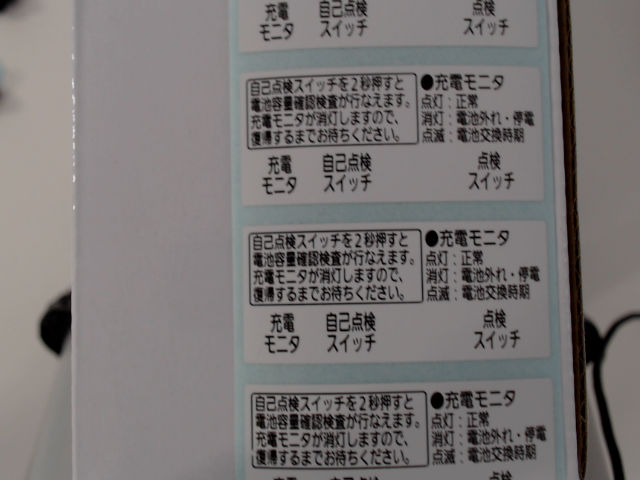 充電 自己点検 点検
モニタ スイッチ スイッチ
自己点検スイッチを2秒押すと
電池容量確認検査が行なえます。
充電モニタが消灯しますので、
復帰するまでお待ちください。
●充電モニタ
点灯：正常
消灯：電池外れ・停電
点滅：電池交換時期
充電 自己点検 点検
モニタ スイッチ スイッチ
自己点検スイッチを2秒押すと
電池容量確認検査が行なえます。
充電モニタが消灯しますので、
復帰するまでお待ちください。
●充電モニタ
点灯：正常
消灯：電池外れ・停電
点滅：電池交換時期
充電 自己点検 点検
モニタ スイッチ スイッチ
自己点検スイッチを2秒押すと
電池容量確認検査が行なえます。
充電モニタが消灯しますので、
復帰するまでお待ちください。
●充電モニタ
点灯：正常
消灯：電池外れ・停電
点滅：電池交換時期